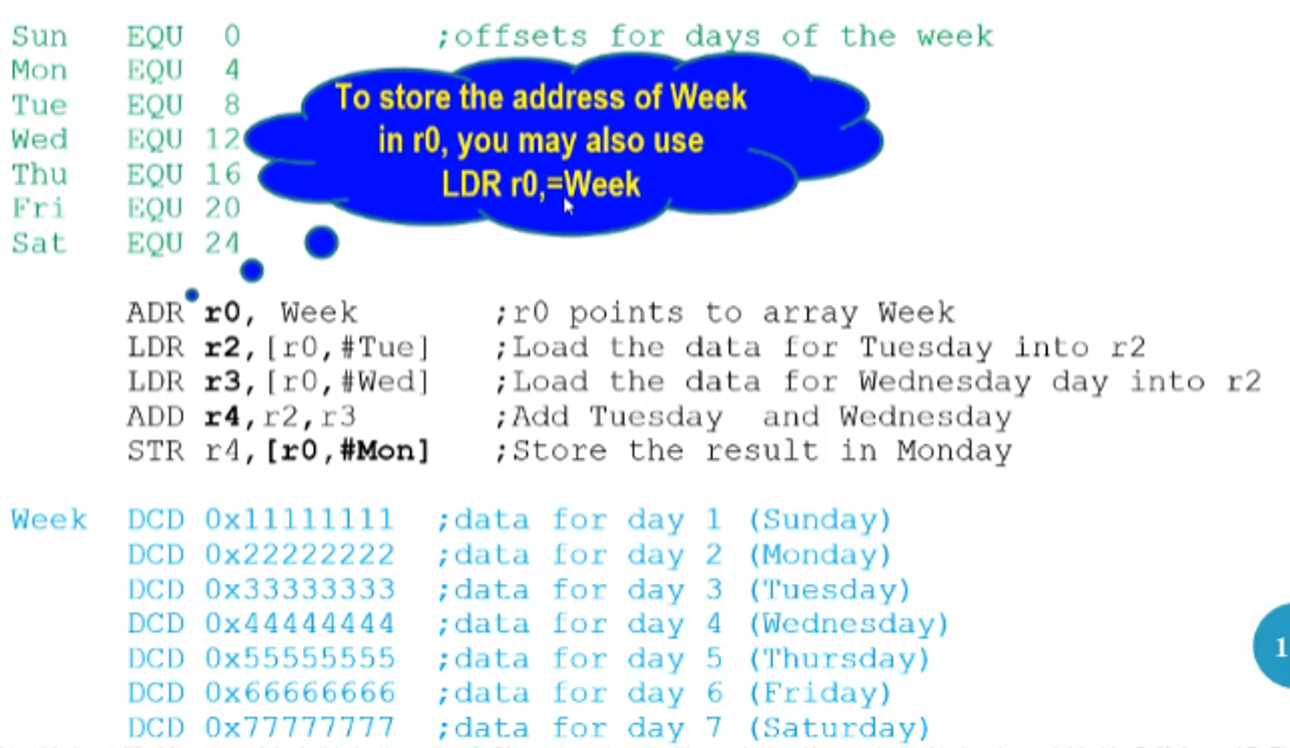 Sun EQU 0 ;offsets for days of the week
Mon EQU 4
Tue EQU 8
Wed EQU 12
Thu EQU 16
Fri EQU 20
Sat EQU 24
To store the address of Week
in r0, you may also use
LDR r0,=Week
ADR r0, Week ;r0 points to array Week
LDR r2,[r0,#Tue] ;Load the data for Tuesday into r2
LDR r3,[r0,#Wed] ;Load the data for Wednesday day into r2
ADD r4,r2,r3 ;Add Tuesday and Wednesday
STR r4,[r0,#Mon] ;Store the result in Monday
Week DCD 0x11111111 ;data for day 1 (Sunday)
DCD 0x22222222 ;data for day 2 (Monday)
DCD 0x33333333 ;data for day 3 (Tuesday)
DCD 0x44444444 ;data for day 4 (Wednesday)
DCD 0x55555555 ;data for day 5 (Thursday)
DCD 0x66666666 ;data for day 6 (Friday)
DCD 0x77777777 ;data for day 7 (Saturday)